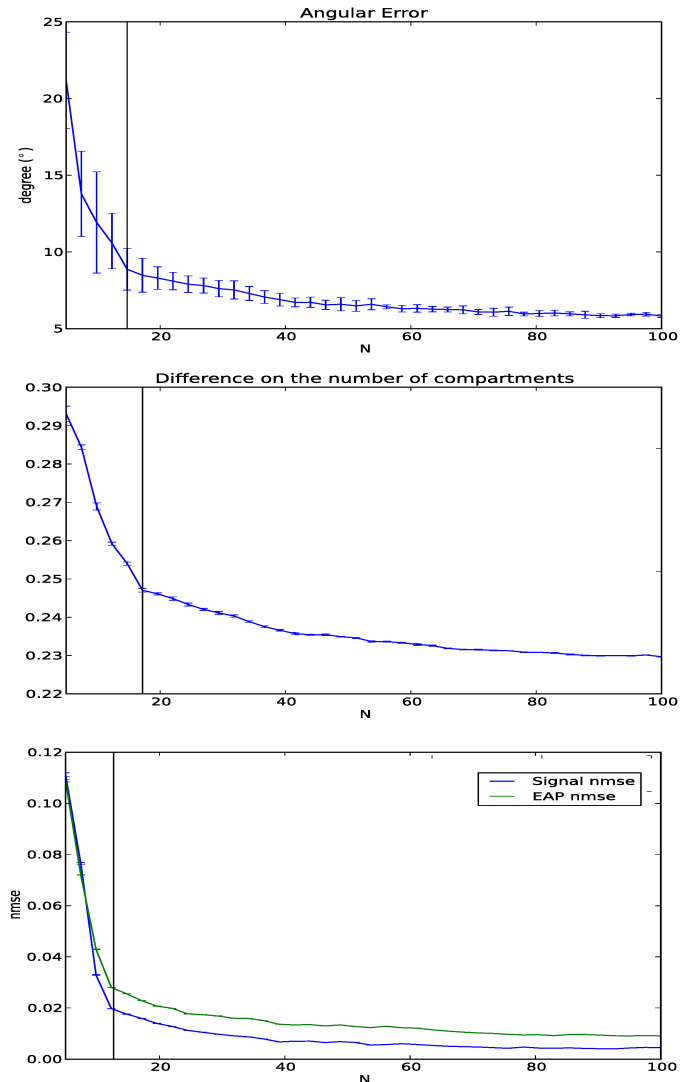 Angular Error
25
20
15
10
5
degree (°)
20 40 60 80 100
N
Difference on the number of compartments
0.30
0.29
0.28
0.27
0.26
0.25
0.24
0.23
0.22
20 40 60 80 100
N
0.12
0.10
0.08
0.06
0.04
0.02
0.00
nmse
Signal nmse
EAP nmse
20 40 60 80 100
N